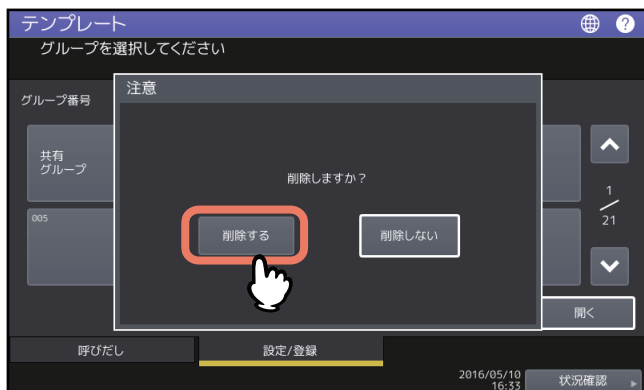 テンプレート
?
グループを選択してください
注意
グループ番号
共有
グループ
削除しますか？
1
21
005
削除する
削除しない
開く
呼びだし
設定/登録
2016/05/10
16:33
状況確認